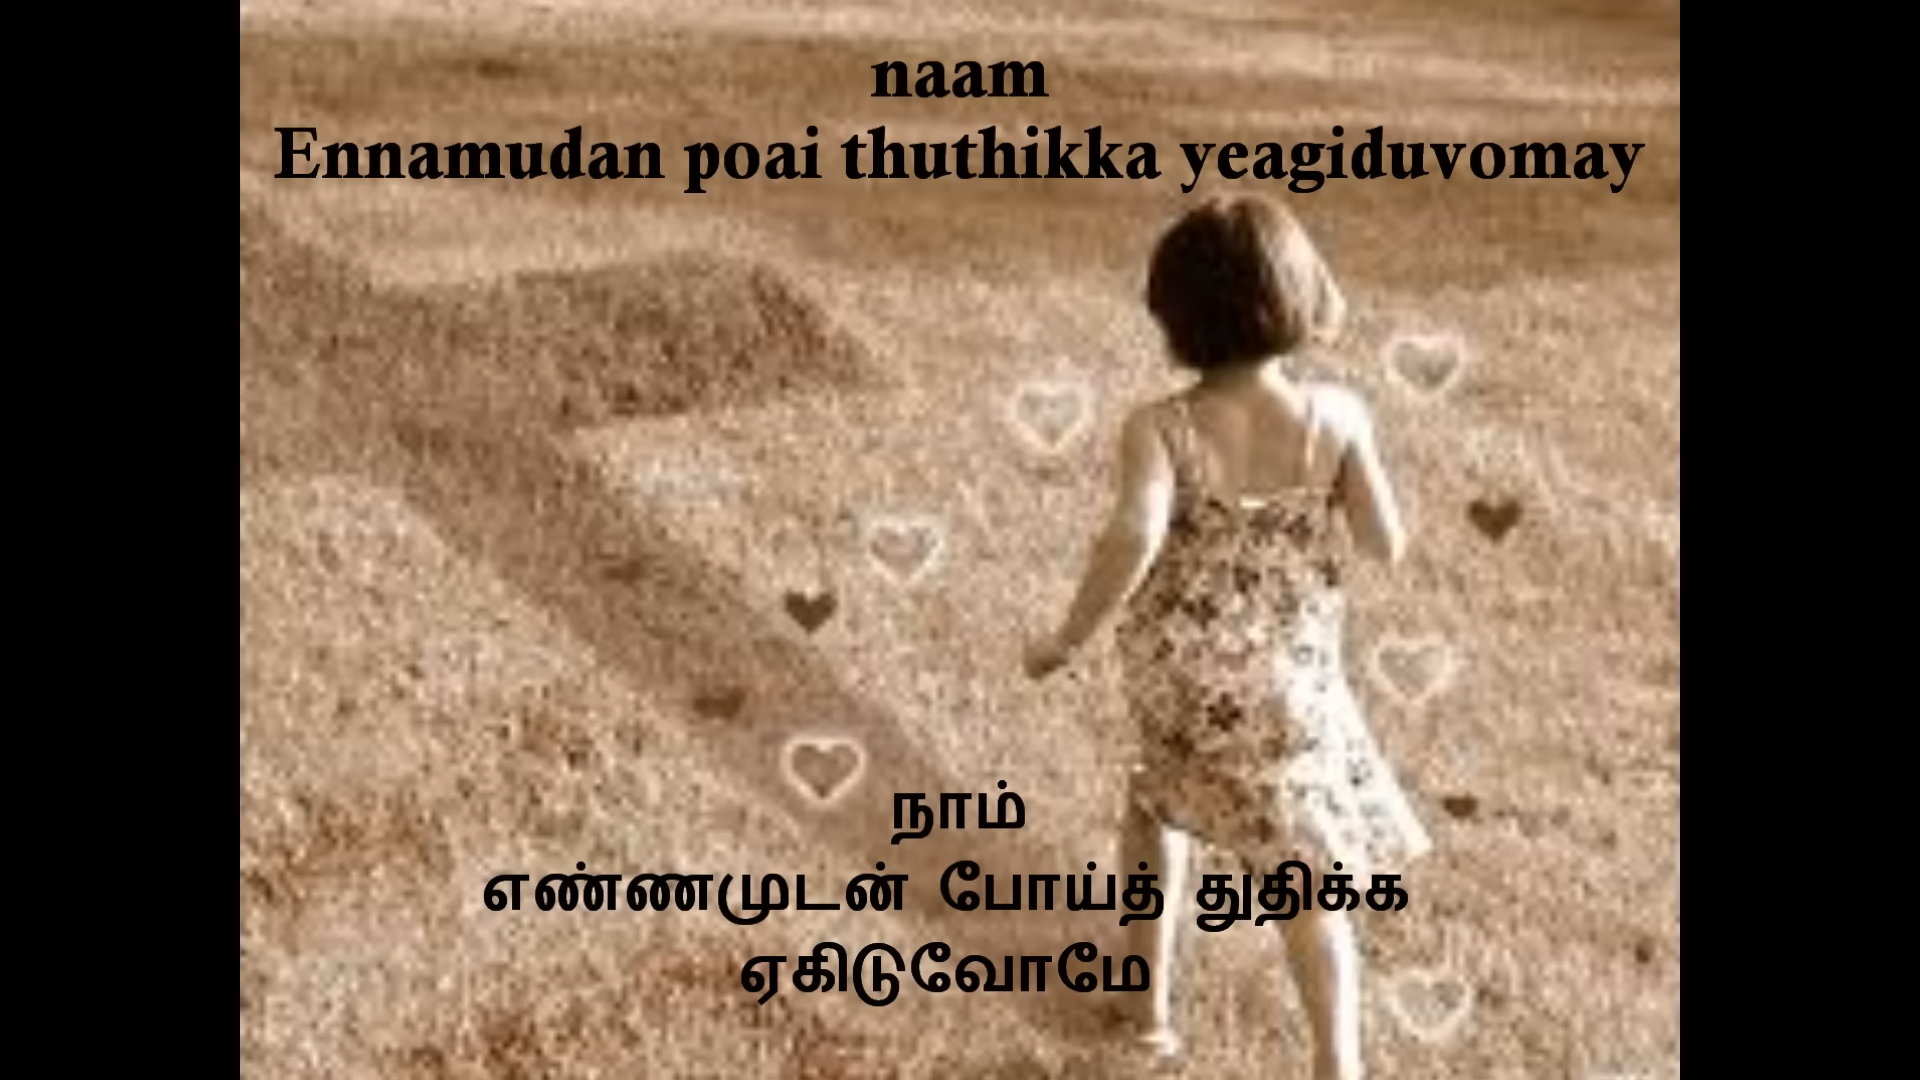 naam
Ennamudan poai thuthikka yeagiduvomay
நாம்
எண்ணமுடன் போய்த் துதிக்க
ஏகிடுவோமே